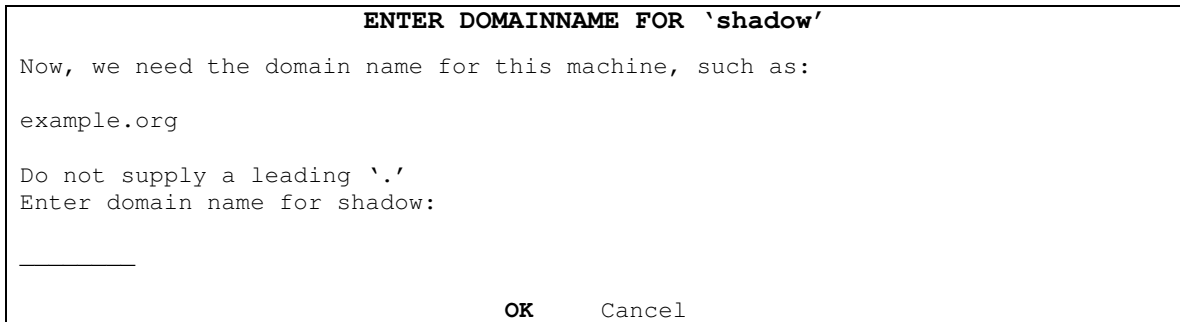 ENTER DOMAINNAME FOR ‘shadow’
Now, we need the domain name for this machine, such as:
example.org
Do not supply a leading ‘.’
Enter domain name for shadow:
________
OK Cancel